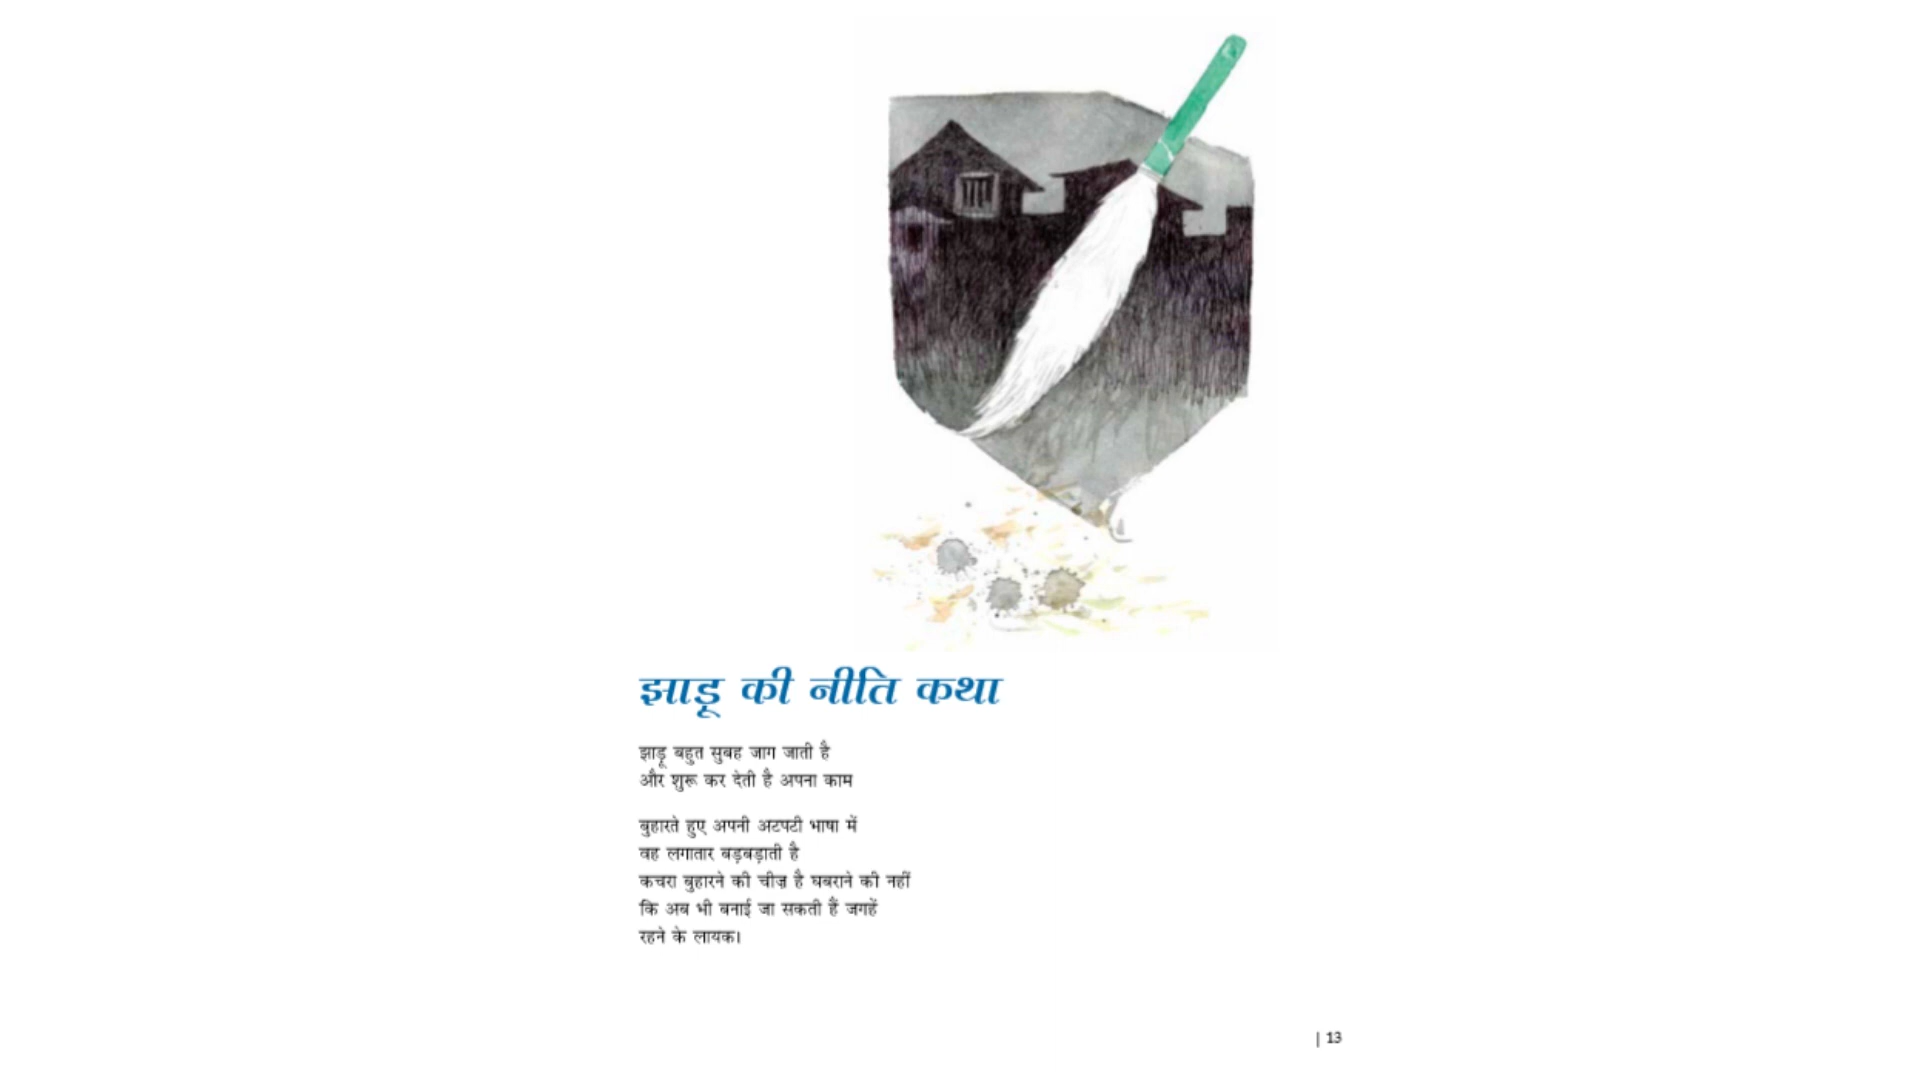 झाड़ू की नीति कथा
झाड़ू बहुत सुबह जाग जाती है
और शुरू कर देती है अपना काम
बुहारते हुए अपनी अटपटी भाषा में
वह लगातार बड़बड़ाती है
कचरा बुहारने की चीज़ है घबराने की नहीं
कि अब भी बनाई जा सकती हैं जगहें
रहने के लायक।
| 13